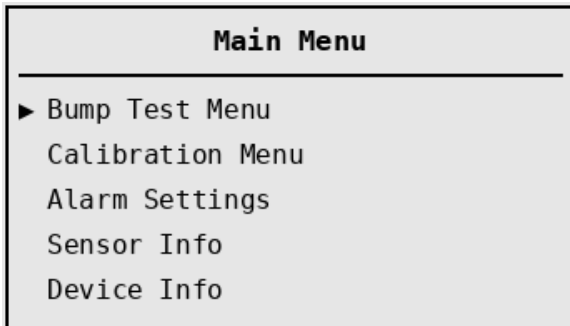 Main Menu
▶ Bump Test Menu
Calibration Menu
Alarm Settings
Sensor Info
Device Info